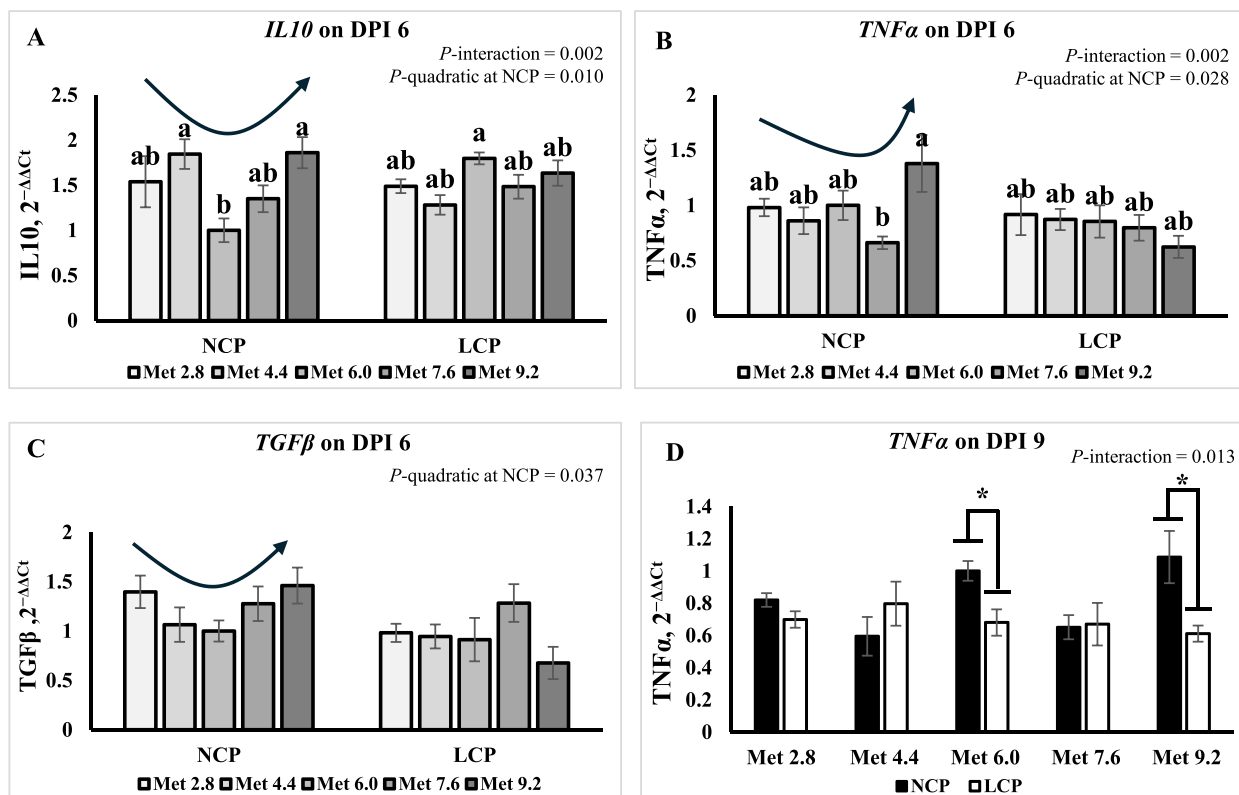 A
IL10 on DPI 6
P-interaction = 0.002
P-quadratic at NCP = 0.010
IL10, 2−ΔΔCt
2.5
2
1.5
1
0.5
0
ab a b ab a
ab ab a ab ab
NCP LCP
Met 2.8 Met 4.4 Met 6.0 Met 7.6 Met 9.2
B
TNFα on DPI 6
P-interaction = 0.002
P-quadratic at NCP = 0.028
TNFα, 2−ΔΔCt
2
1.5
1
0.5
0
ab ab ab b a
ab ab ab ab ab
NCP LCP
Met 2.8 Met 4.4 Met 6.0 Met 7.6 Met 9.2
C
TGFβ on DPI 6
P-quadratic at NCP = 0.037
TGFβ ,2−ΔΔCt
2
1.5
1
0.5
0
NCP LCP
Met 2.8 Met 4.4 Met 6.0 Met 7.6 Met 9.2
D
TNFα on DPI 9
P-interaction = 0.013
TNFα, 2−ΔΔCt
1.4
1.2
1
0.8
0.6
0.4
0.2
0
* *
Met 2.8 Met 4.4 Met 6.0 Met 7.6 Met 9.2
NCP LCP